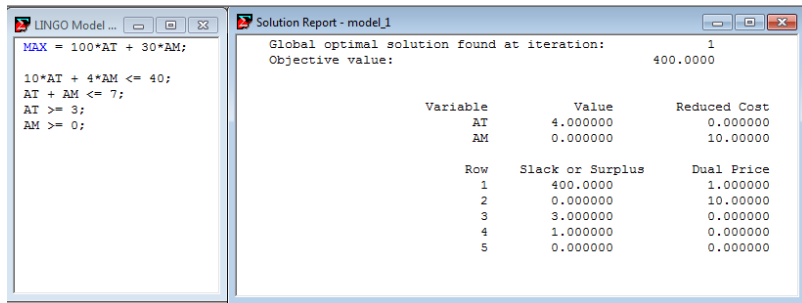 LINGO Model ...
MAX = 100*AT + 30*AM;
10*AT + 4*AM <= 40;
AT + AM <= 7;
AT >= 3;
AM >= 0;
Solution Report - model_1
Global optimal solution found at iteration: 1
Objective value: 400.0000
Variable Value Reduced Cost
AT 4.000000 0.000000
AM 0.000000 10.00000
Row Slack or Surplus Dual Price
1 400.0000 1.000000
2 0.000000 10.00000
3 3.000000 0.000000
4 1.000000 0.000000
5 0.000000 0.000000